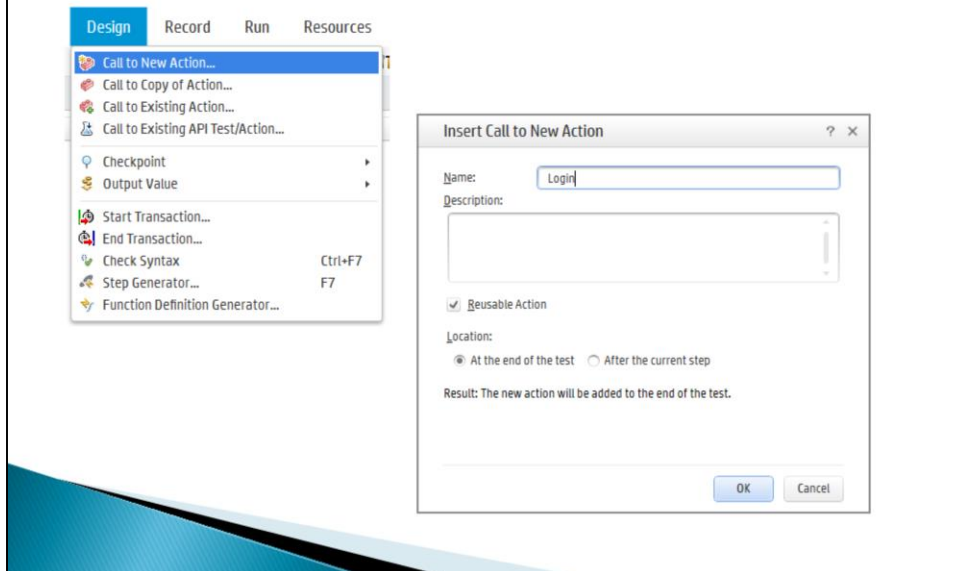 Design Record Run Resources
Call to New Action...
Call to Copy of Action...
Call to Existing Action...
Call to Existing API Test/Action...
Checkpoint
Output Value
Start Transaction...
End Transaction...
Check Syntax Ctrl+F7
Step Generator... F7
Function Definition Generator...
Insert Call to New Action ? ×
Name: Login
Description:
Reusable Action
Location:
At the end of the test After the current step
Result: The new action will be added to the end of the test.
OK Cancel